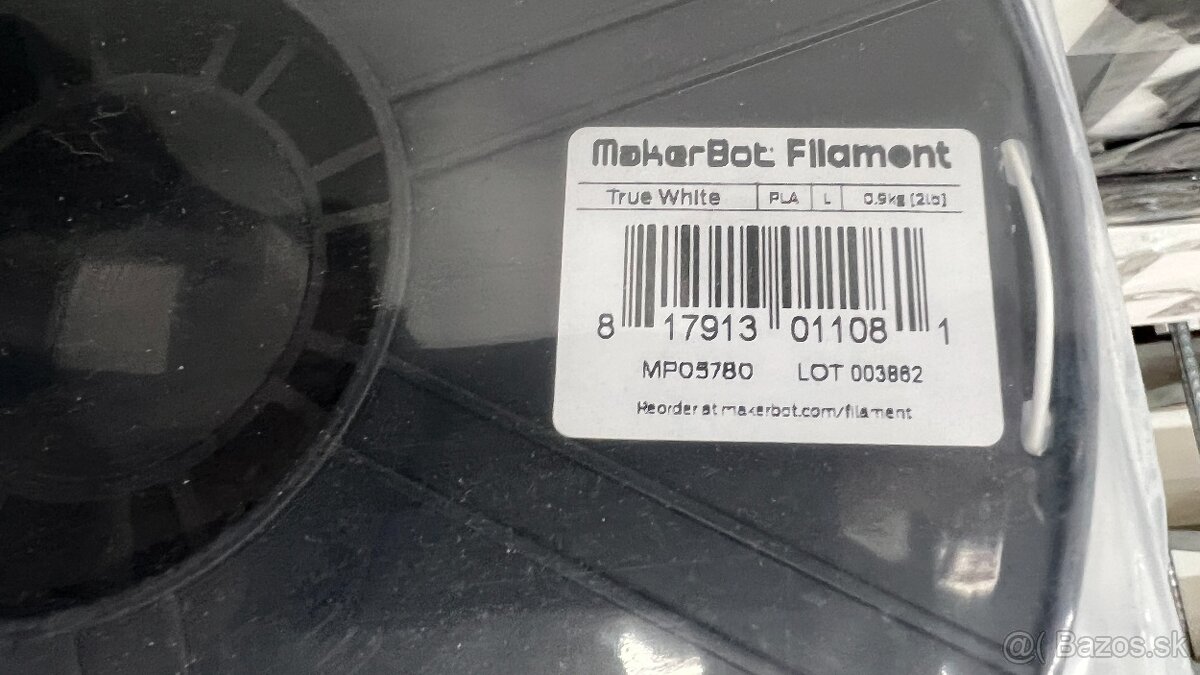 MakerBot Filament
True White PLA L 0.9kg [2lb]
8 17913 01108 1
MP05780 LOT 003862
Reorder at makerbot.com/filament
@( Bazos.sk